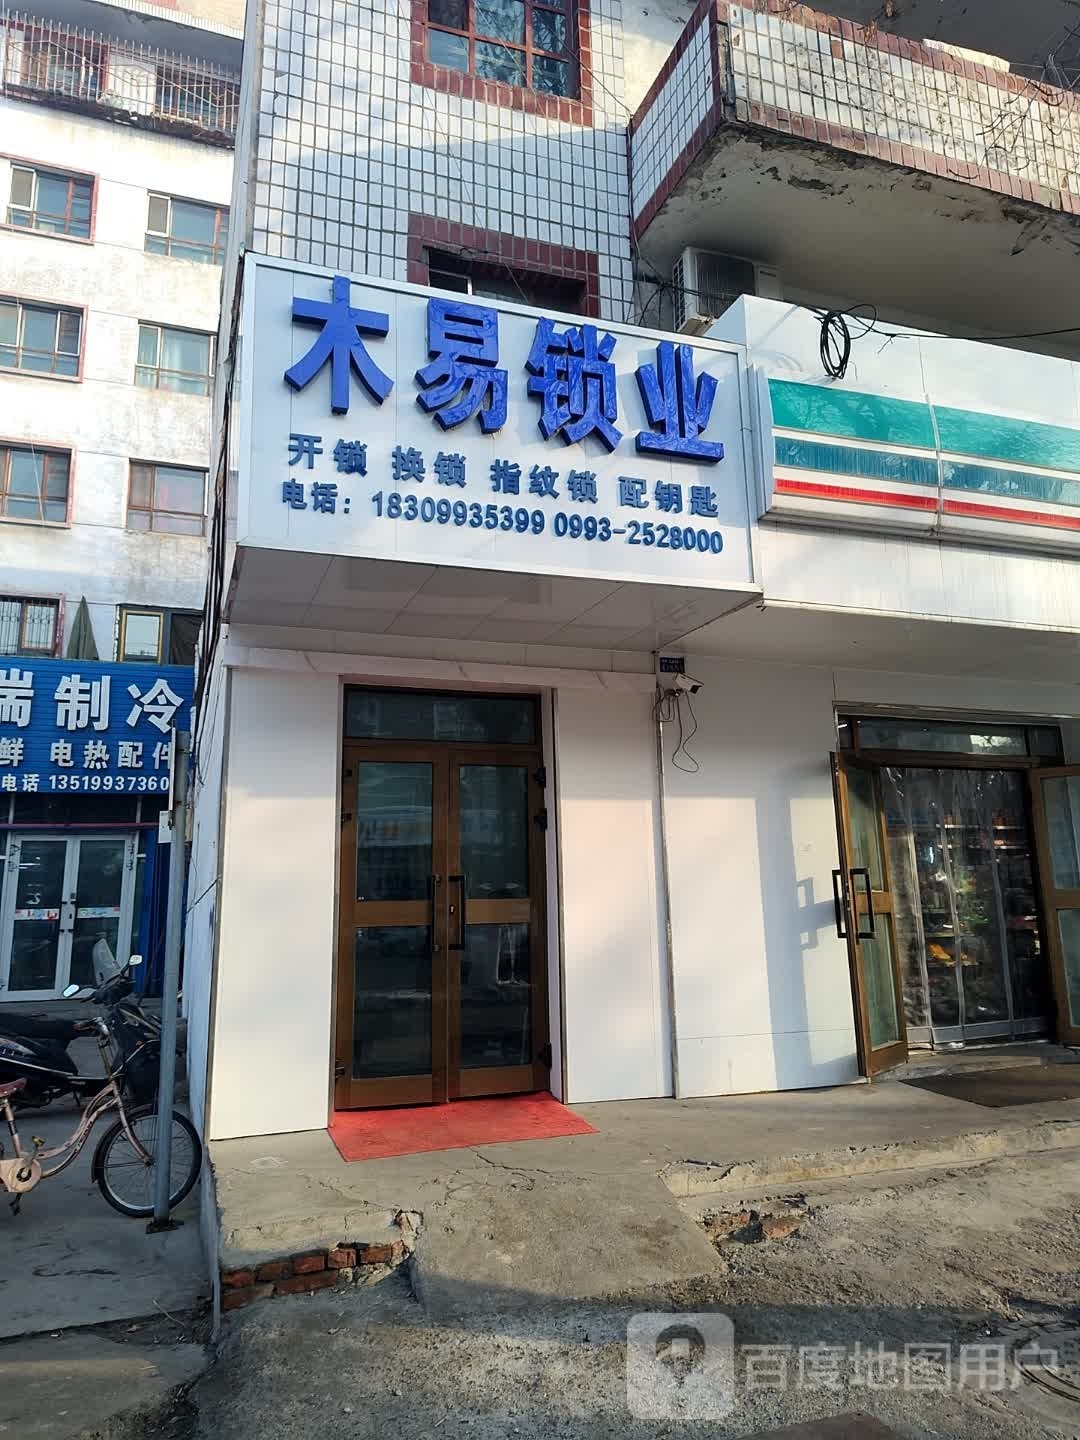 木易锁业
开锁 换锁 指纹锁 配钥匙
电话：18309935399 0993-2528000
瑞制冷
鲜 电热配件
电话 13519937360
百度地图用户